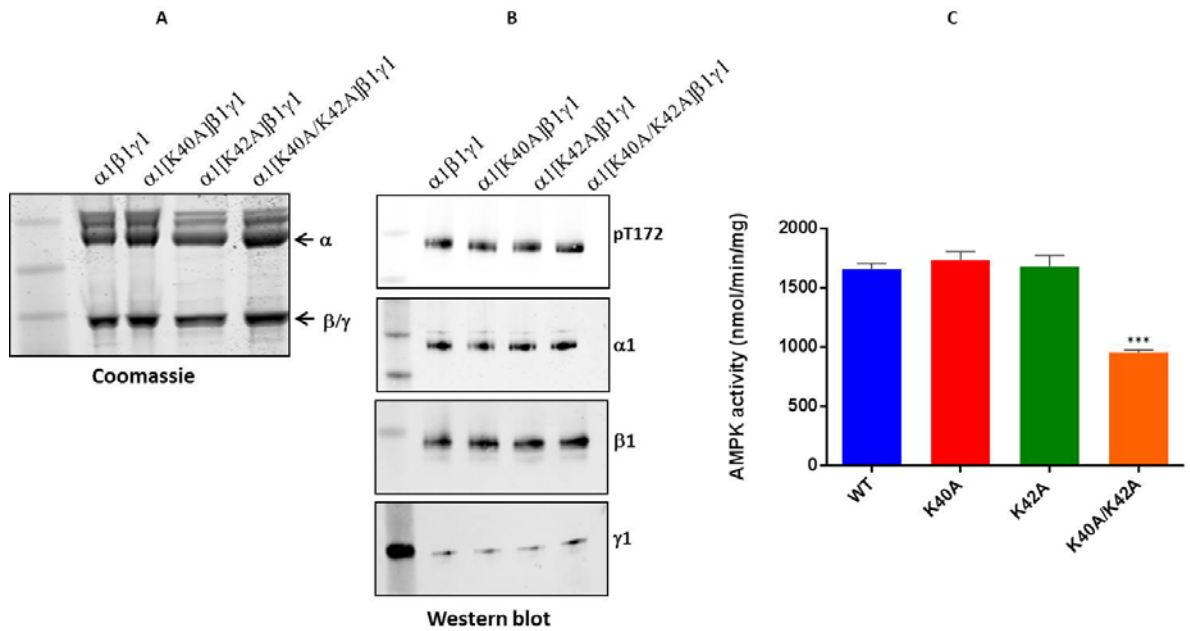 A
α1β1γ1
α1[K40A]β1γ1
α1[K42A]β1γ1
α1[K40A/K42A]β1γ1
α
β/γ
Coomassie
B
α1β1γ1
α1[K40A]β1γ1
α1[K42A]β1γ1
α1[K40A/K42A]β1γ1
pT172
α1
β1
γ1
Western blot
C
AMPK activity (nmol/min/mg)
2000
1500
1000
500
0
***
WT
K40A
K42A
K40A/K42A